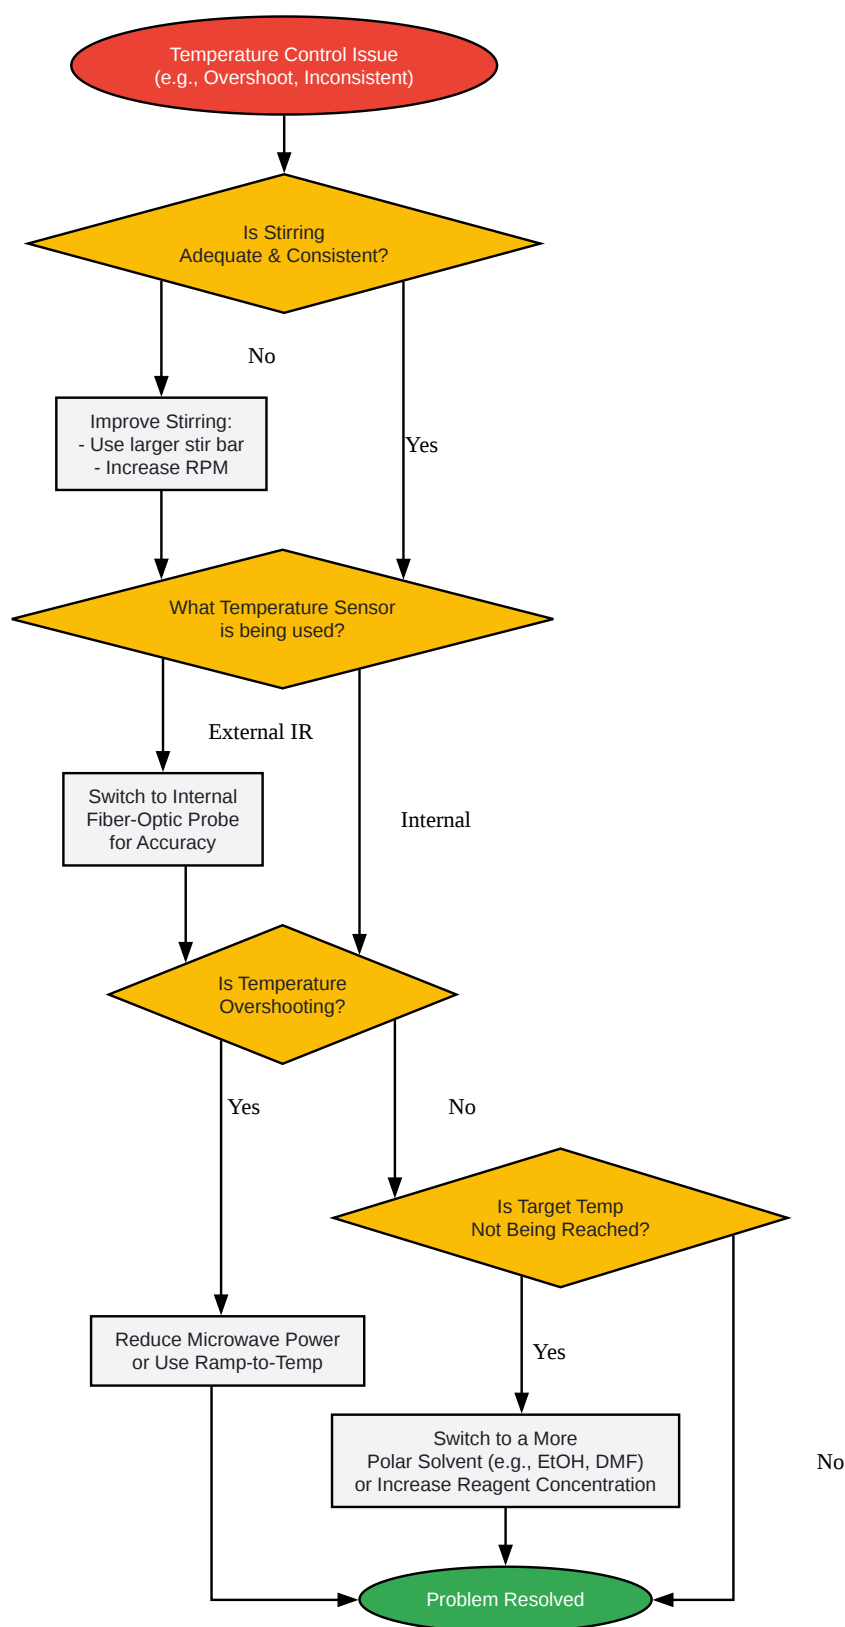 Temperature Control Issue
(e.g., Overshoot, Inconsistent)
Is Stirring
Adequate & Consistent?
No
Improve Stirring:
- Use larger stir bar
- Increase RPM
Yes
What Temperature Sensor
is being used?
External IR
Switch to Internal
Fiber-Optic Probe
for Accuracy
Internal
Is Temperature
Overshooting?
Yes
No
Is Target Temp
Not Being Reached?
Reduce Microwave Power
or Use Ramp-to-Temp
Yes
Switch to a More
Polar Solvent (e.g., EtOH, DMF)
or Increase Reagent Concentration
No
Problem Resolved